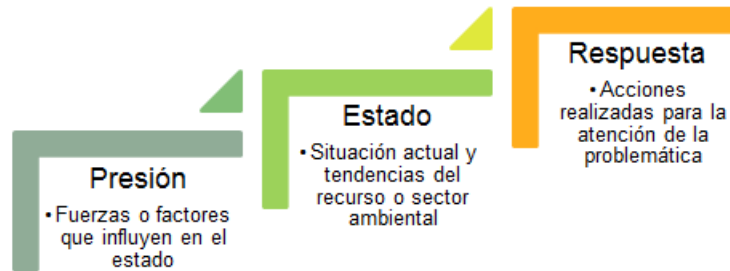 Presión
• Fuerzas o factores
que influyen en el
estado
Estado
• Situación actual y
tendencias del
recurso o sector
ambiental
Respuesta
• Acciones
realizadas para la
atención de la
problemática